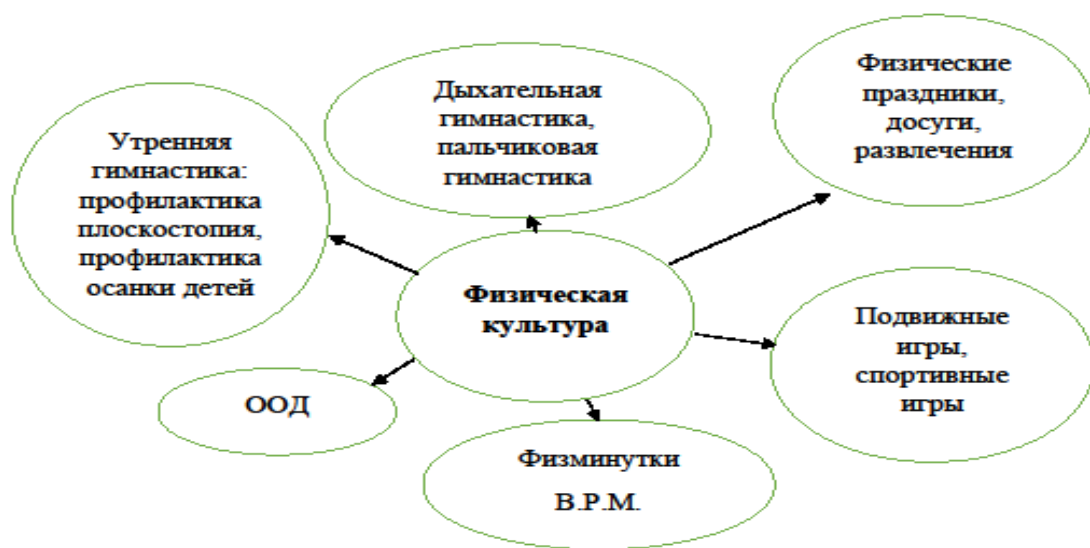 Утренняя
гимнастика:
профилактика
плоскостопия,
профилактика
осанки детей
Дыхательная
гимнастика,
пальчиковая
гимнастика
Физические
праздники,
досуги,
развлечения
Физическая
культура
Подвижные
игры,
спортивные
игры
ООД
Физминутки
В.Р.М.